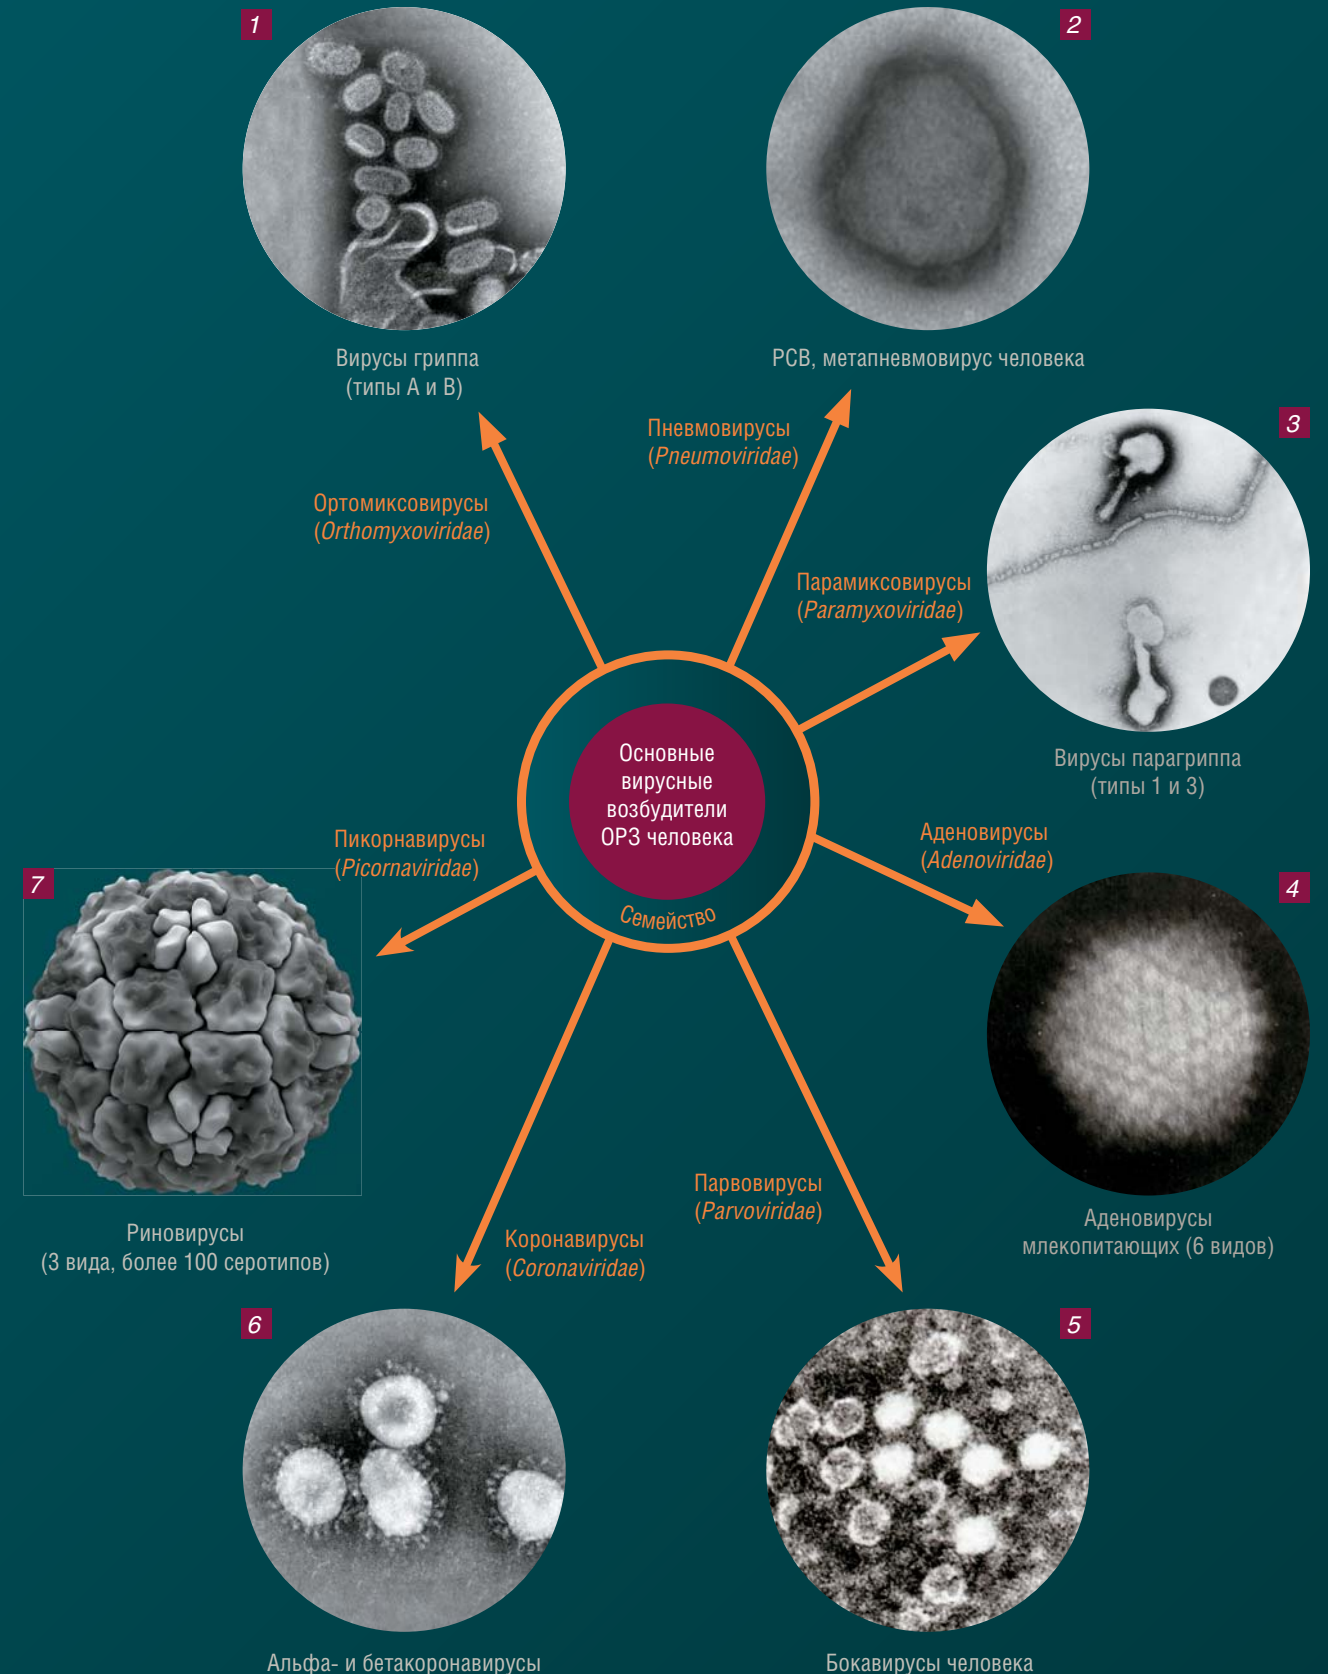 1
Вирусы гриппа
(типы А и В)
Ортомиксовирусы
(Orthomyxoviridae)
2
РСВ, метапневмовирус человека
Пневмовирусы
(Pneumoviridae)
3
Парамиксовирусы
(Paramyxoviridae)
Вирусы парагриппа
(типы 1 и 3)
Основные
вирусные
возбудители
ОРЗ человека
Семейство
Аденовирусы
(Adenoviridae)
4
Аденовирусы
млекопитающих (6 видов)
Парвовирусы
(Parvoviridae)
5
Бокавирусы человека
Коронавирусы
(Coronaviridae)
6
Альфа- и бетакоронавирусы
Пикорнавирусы
(Picornaviridae)
7
Риновирусы
(3 вида, более 100 серотипов)